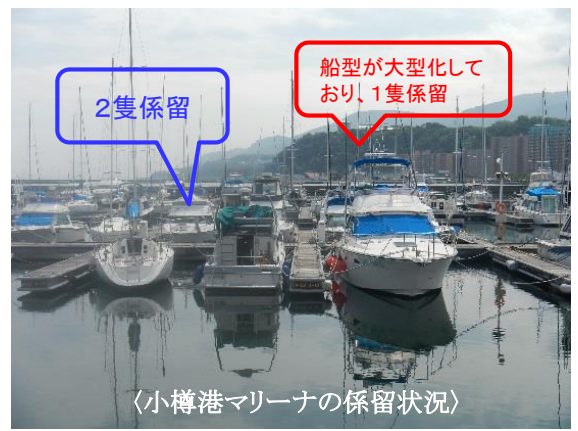 2隻係留
船型が大型化して
おり、1隻係留
〈小樽港マリーナの係留状況〉